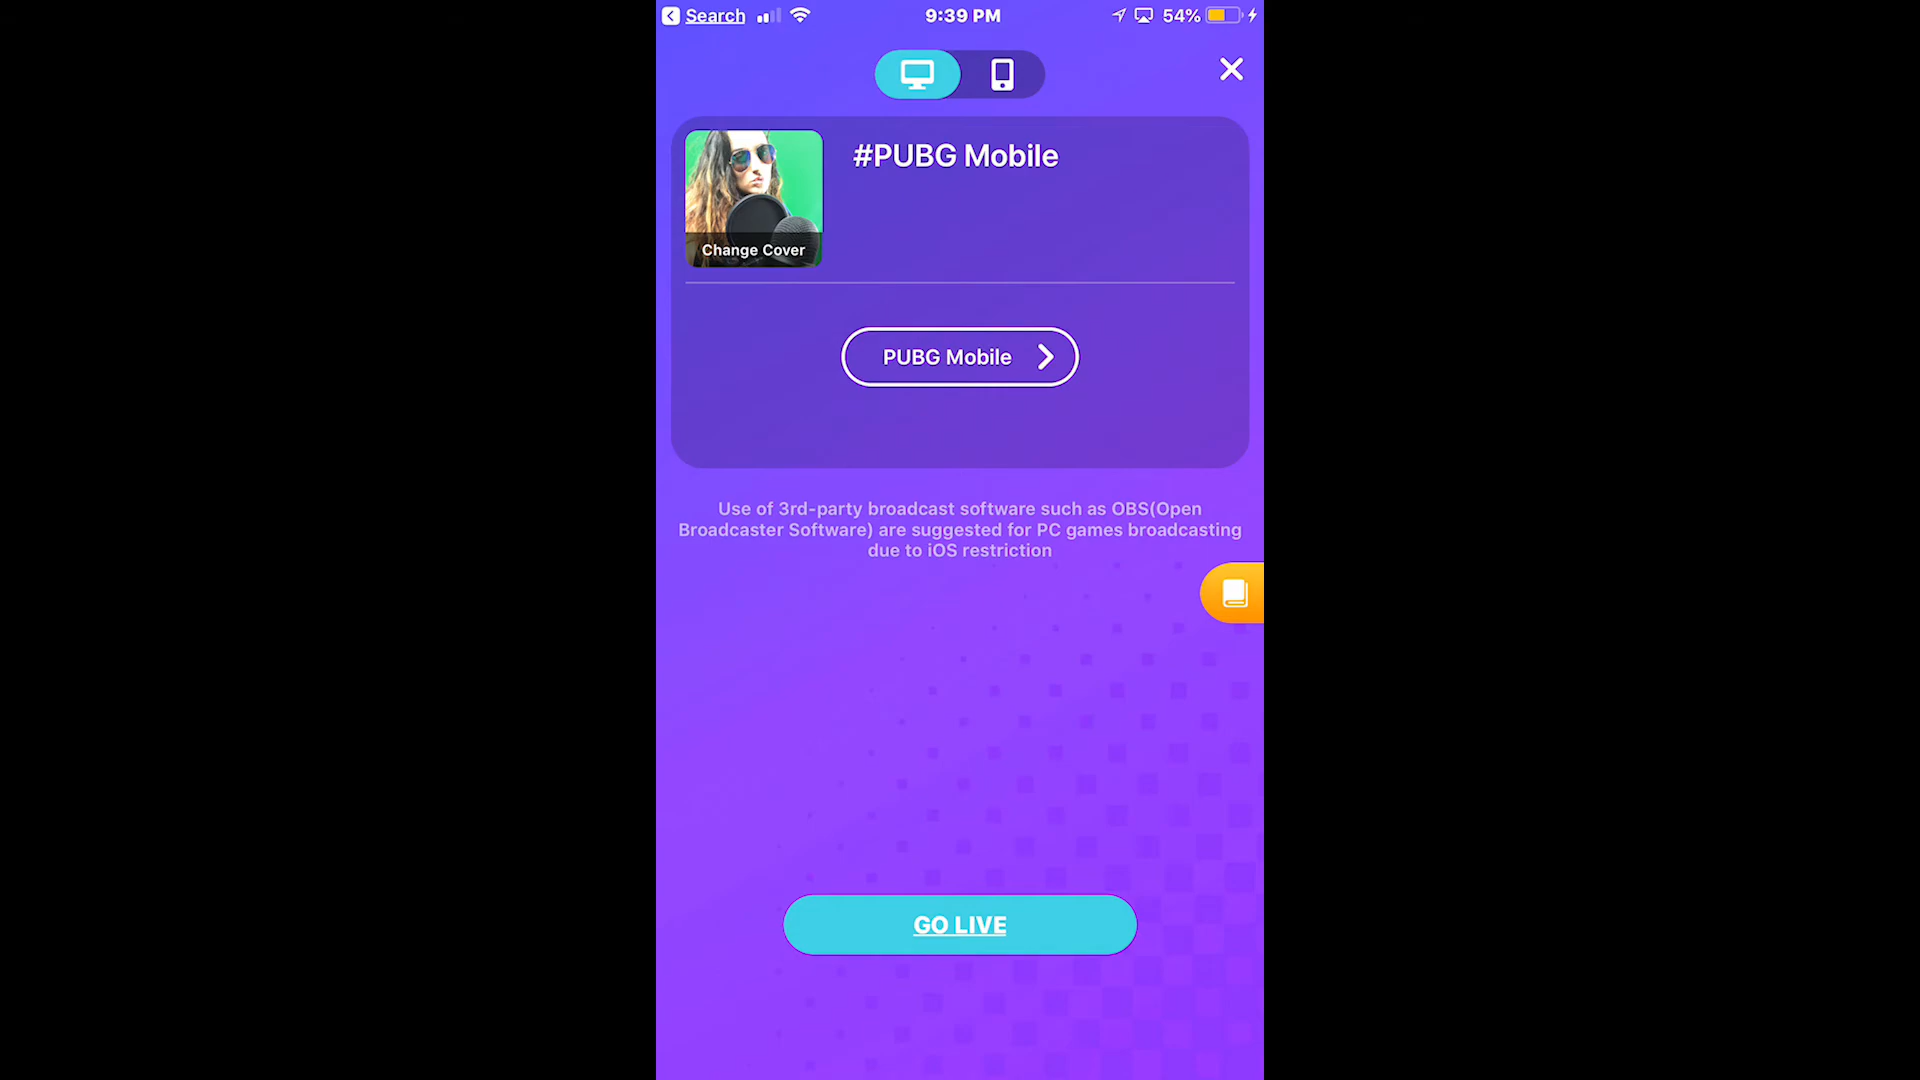 Search 9:39 PM 54%
#PUBG Mobile
Change Cover
PUBG Mobile
Use of 3rd-party broadcast software such as OBS(Open
Broadcaster Software) are suggested for PC games broadcasting
due to iOS restriction
GO LIVE